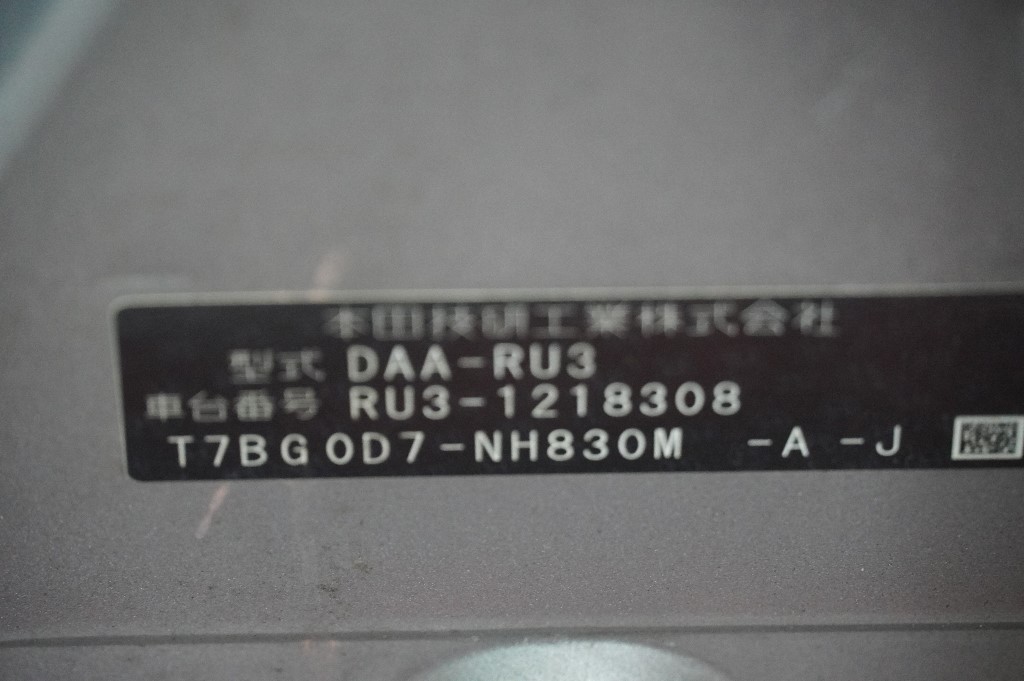 本田技研工業株式会社
型式 DAA-RU3
車台番号 RU3-1218308
T7BG0D7-NH830M -A -J